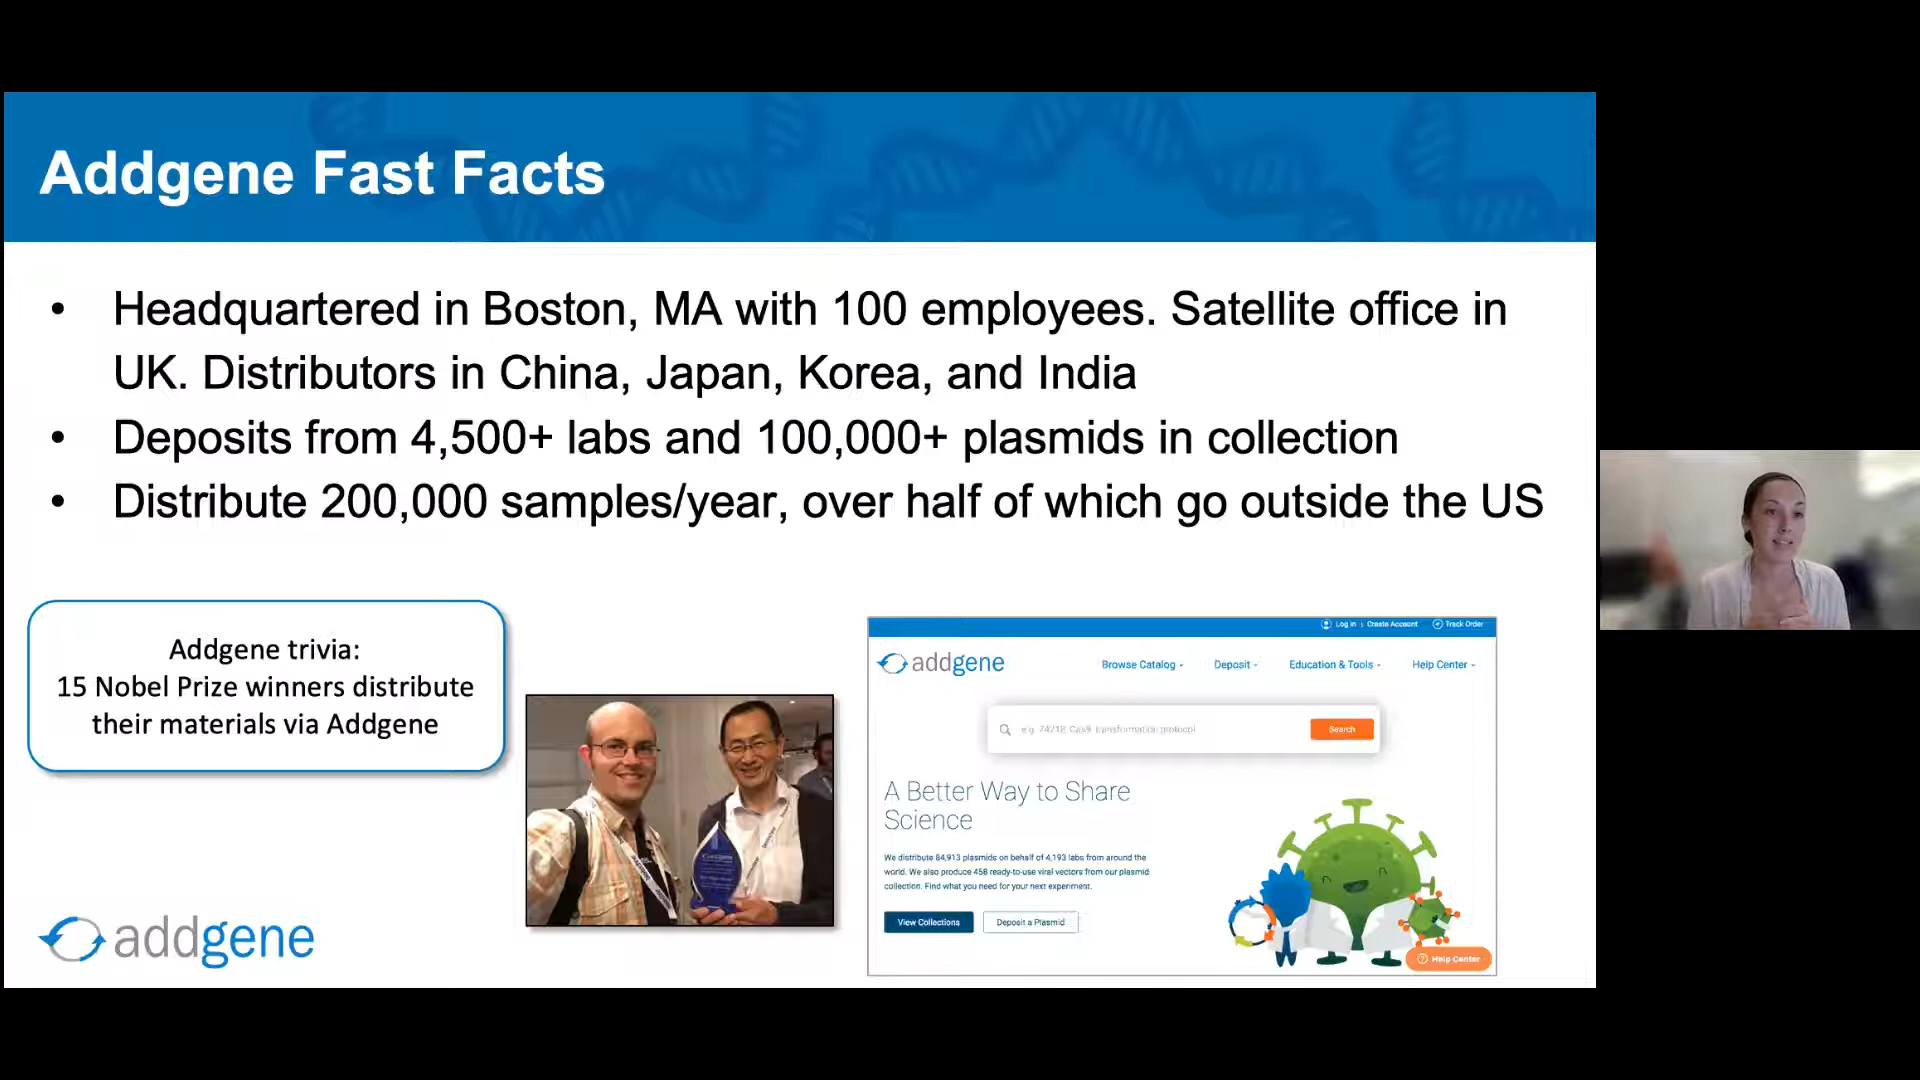 Addgene Fast Facts
• Headquartered in Boston, MA with 100 employees. Satellite office in
UK. Distributors in China, Japan, Korea, and India
• Deposits from 4,500+ labs and 100,000+ plasmids in collection
• Distribute 200,000 samples/year, over half of which go outside the US
Addgene trivia:
15 Nobel Prize winners distribute
their materials via Addgene
addgene
Log In | Create Account Track Order
addgene Browse Catalog Deposit Education & Tools Help Center
e.g. 74218, Cas9, transformation protocol Search
A Better Way to Share
Science
We distribute 84,913 plasmids on behalf of 4,193 labs from around the
world. We also produce 458 ready-to-use viral vectors from our plasmid
collection. Find what you need for your next experiment.
View Collections Deposit a Plasmid
Help Center